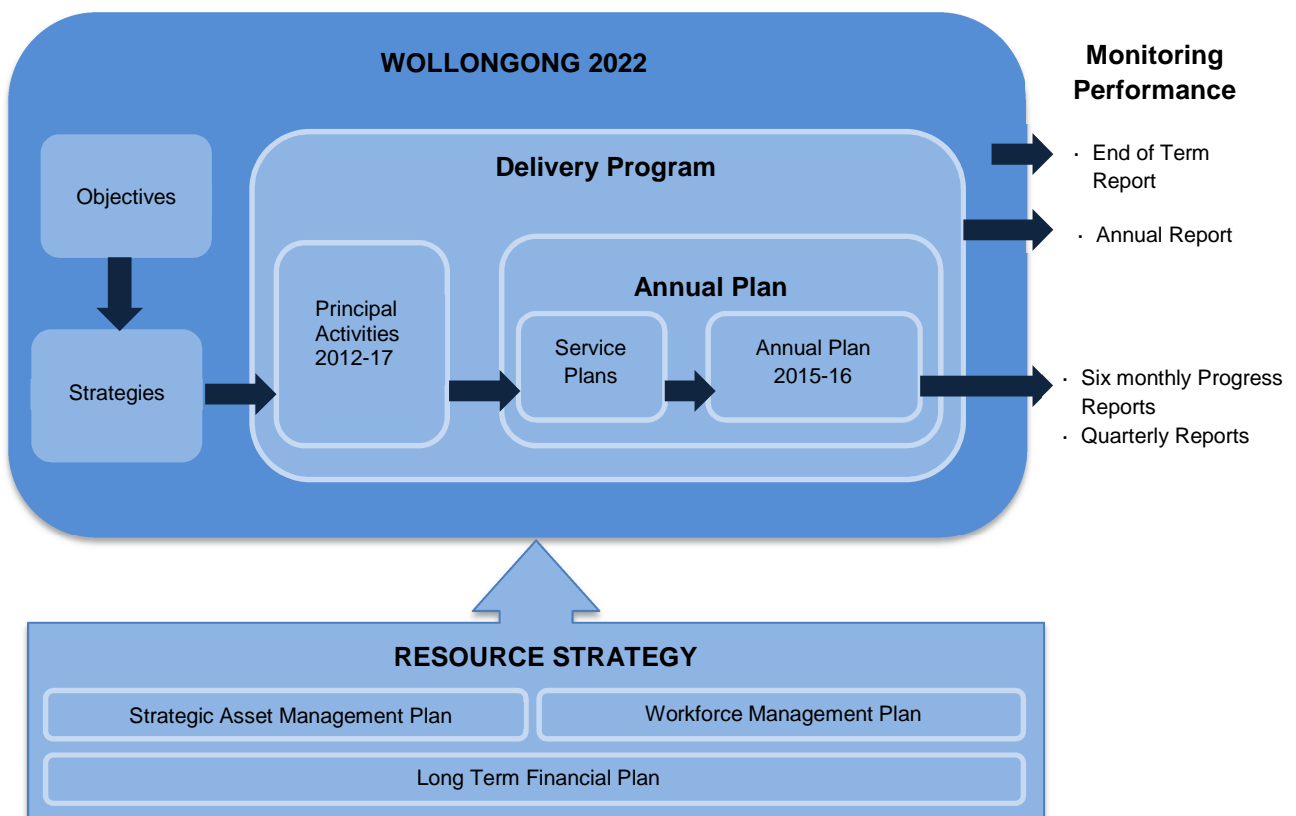 WOLLONGONG 2022
Monitoring
Performance
Objectives
Strategies
Delivery Program
Principal
Activities
2012-17
Annual Plan
Service
Plans
Annual Plan
2015-16
· End of Term
Report
· Annual Report
· Six monthly Progress
Reports
· Quarterly Reports
RESOURCE STRATEGY
Strategic Asset Management Plan
Workforce Management Plan
Long Term Financial Plan